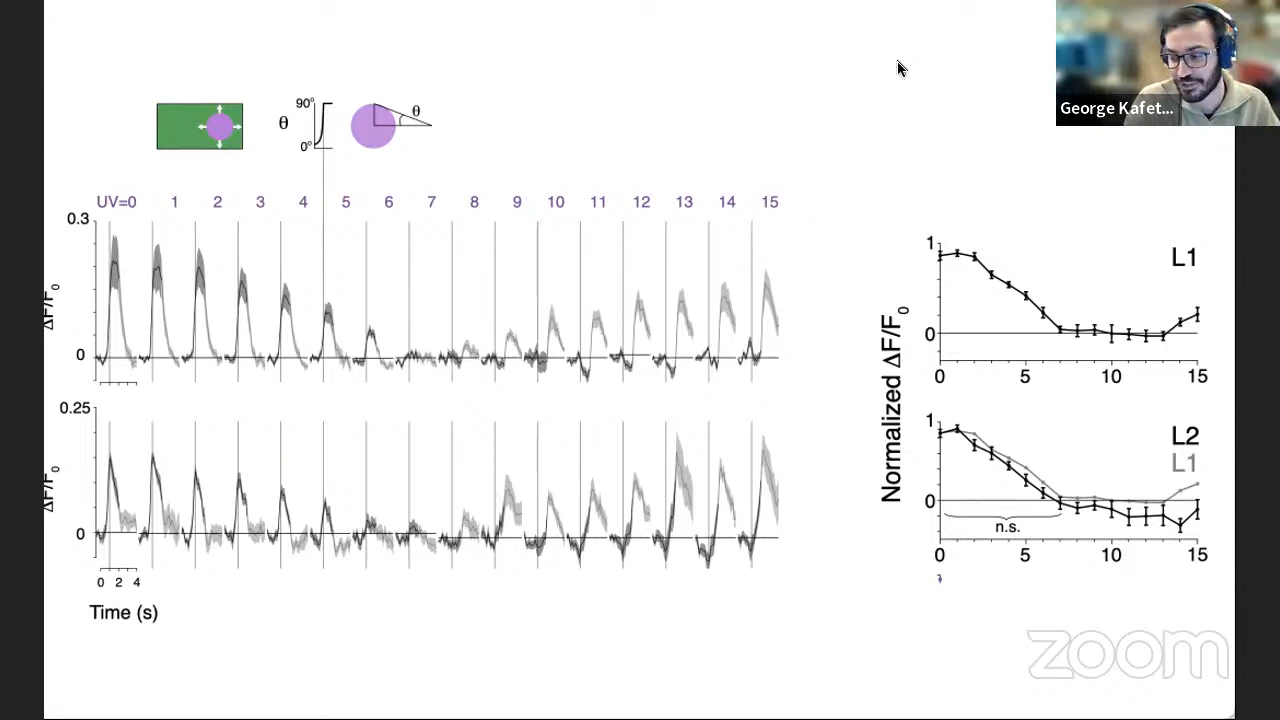 90°
θ
θ
0°
UV=0 1 2 3 4 5 6 7 8 9 10 11 12 13 14 15
0.3
ΔF/F₀
0
0.25
ΔF/F₀
0
0 2 4
Time (s)
Normalized ΔF/F₀
1
L1
0
0 5 10 15
1
L2
L1
0
n.s.
0 5 10 15
George Kafet...
zoom